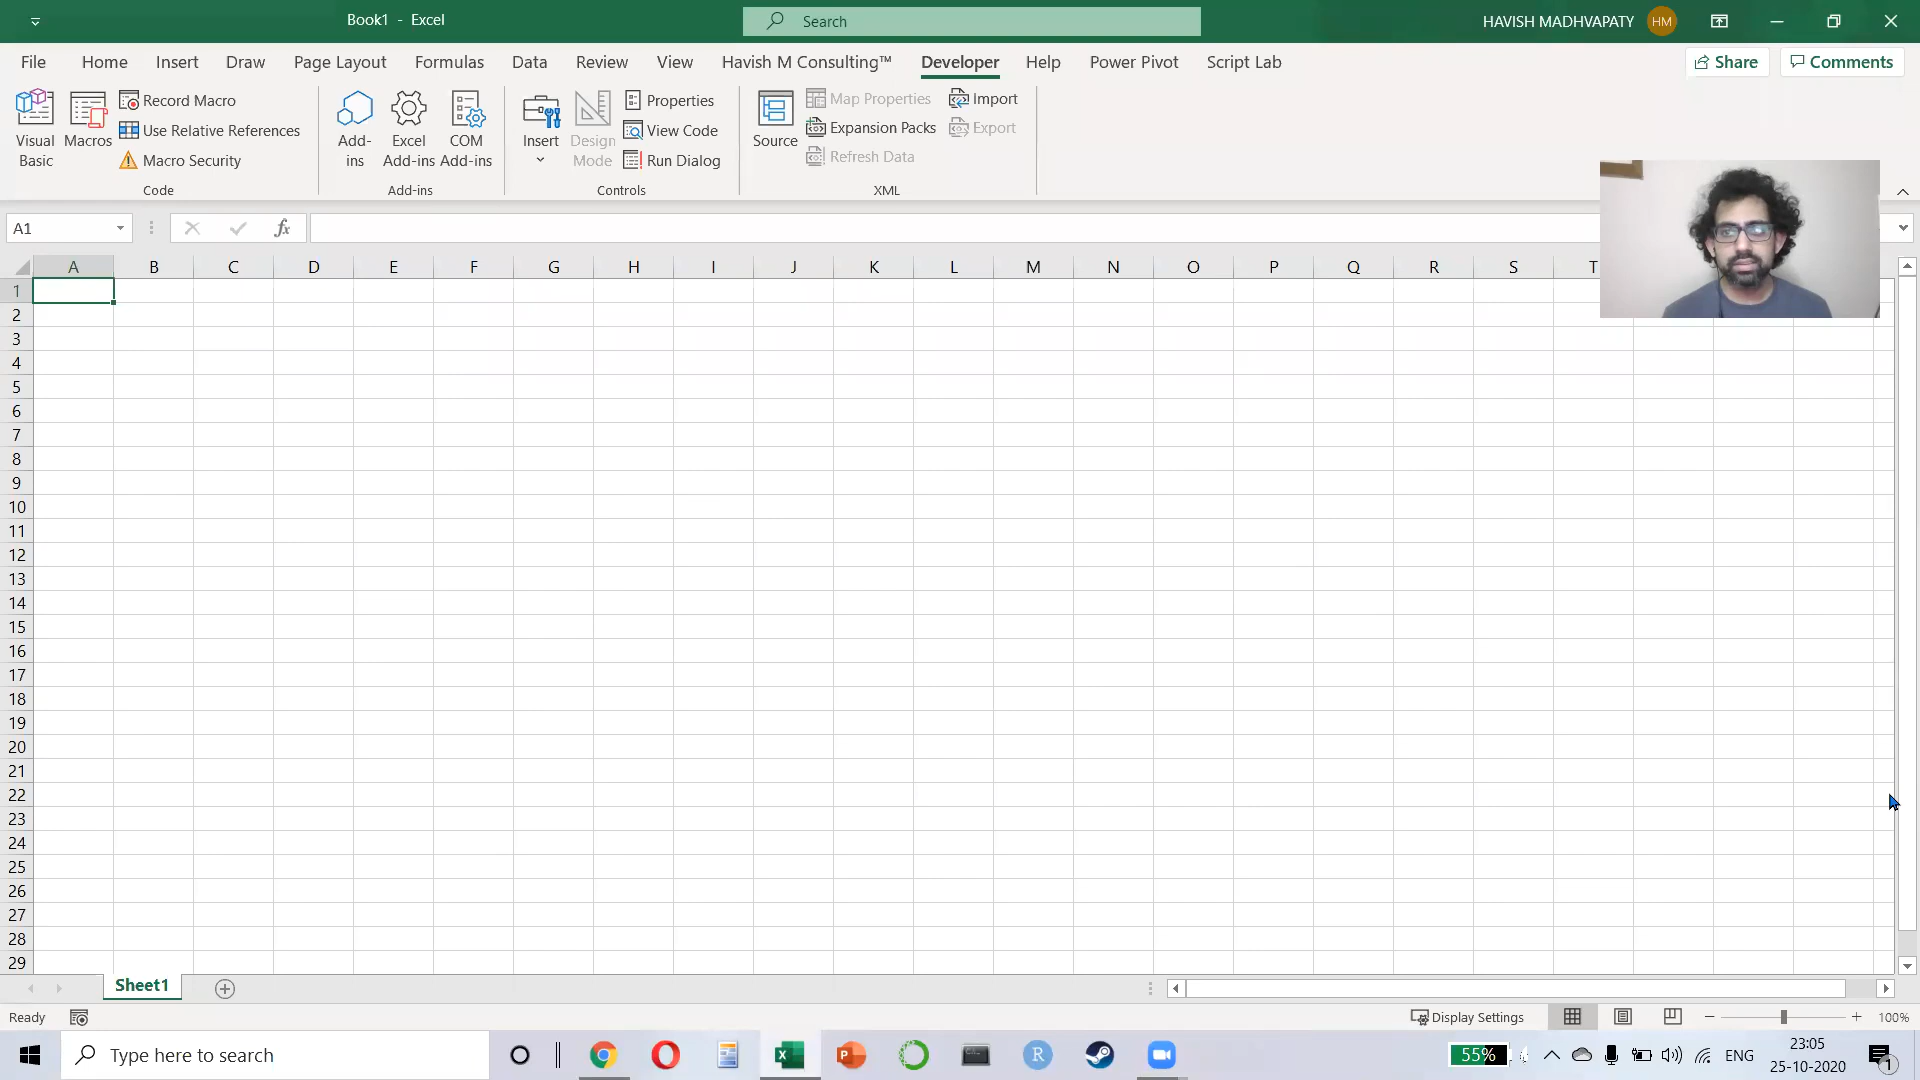 Book1 - Excel
Search
HAVISH MADHVAPATY
HM
File
Home
Insert
Draw
Page Layout
Formulas
Data
Review
View
Havish M Consulting™
Developer
Help
Power Pivot
Script Lab
Share
Comments
Visual
Basic
Macros
Record Macro
Use Relative References
Macro Security
Code
Add-
ins
Excel
Add-ins
COM
Add-ins
Add-ins
Insert
Design
Mode
Properties
View Code
Run Dialog
Controls
Source
Map Properties
Expansion Packs
Refresh Data
Import
Export
XML
A1
fx
A B C D E F G H I J K L M N O P Q R S T
1
2
3
4
5
6
7
8
9
10
11
12
13
14
15
16
17
18
19
20
21
22
23
24
25
26
27
28
29
Sheet1
Ready
Display Settings
100%
Type here to search
R
55%
ENG
23:05
25-10-2020
1